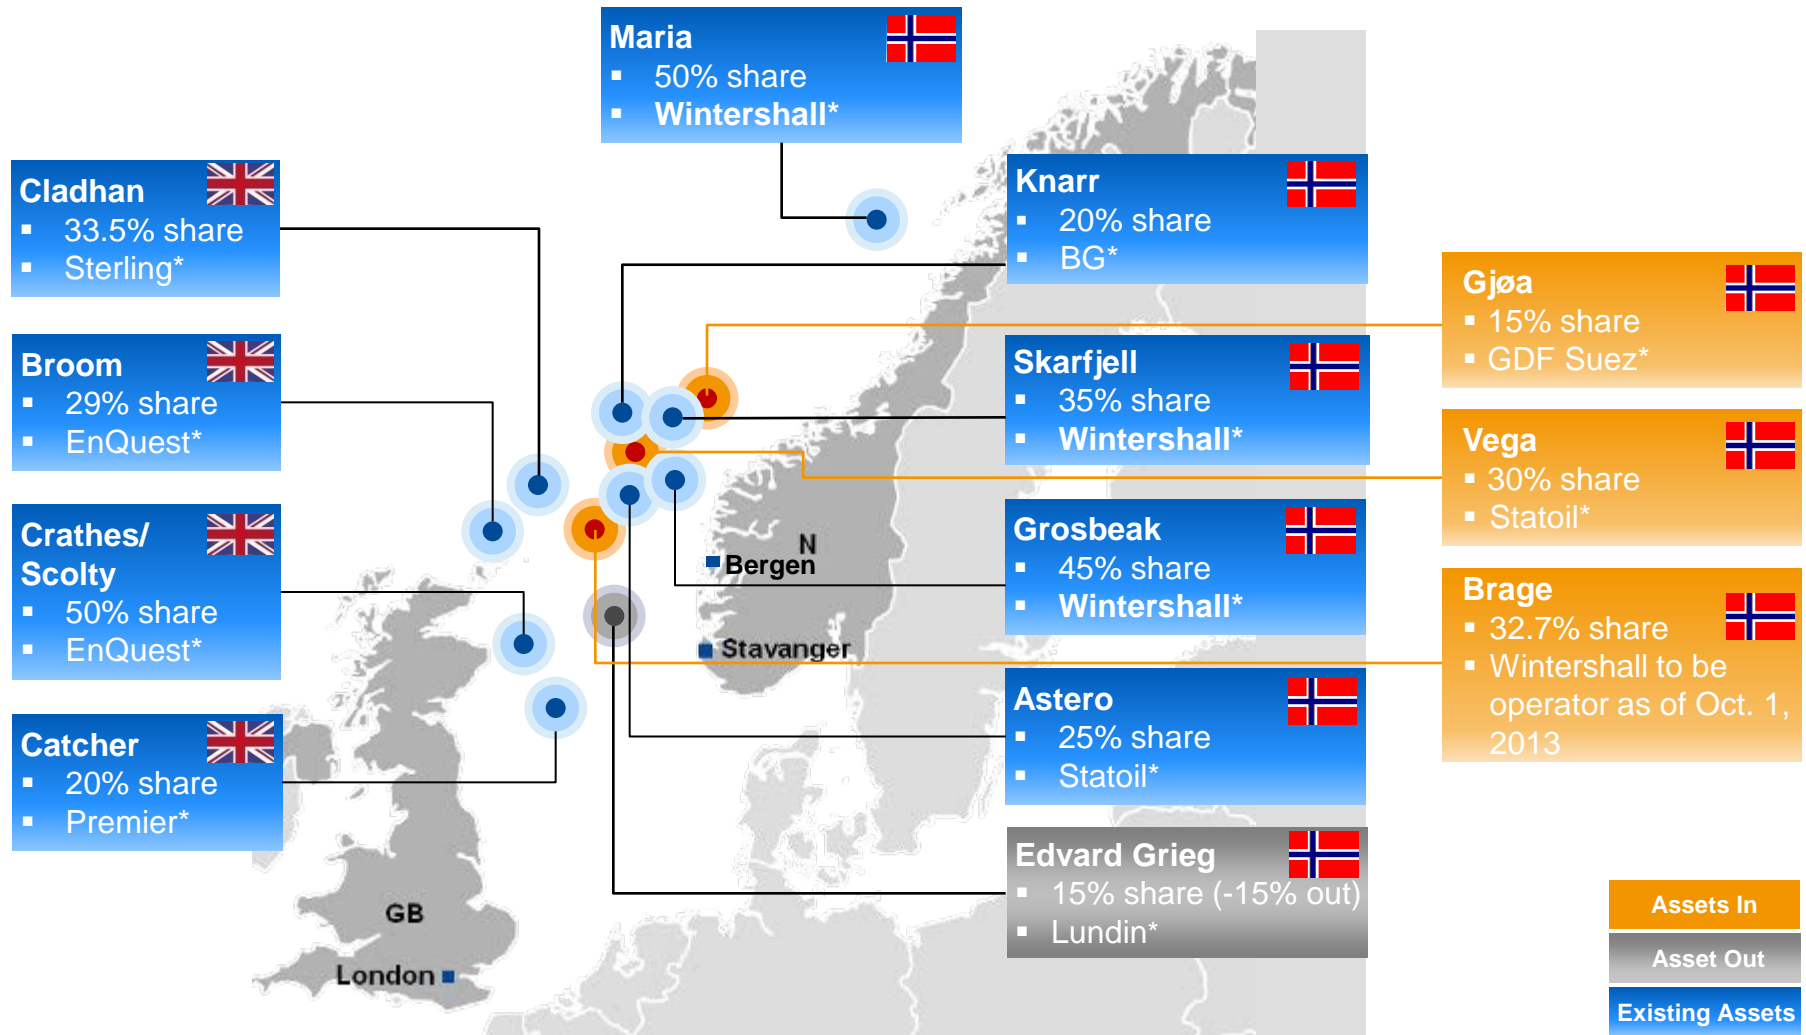 Maria
▪ 50% share
▪ Wintershall*
Cladhan
▪ 33.5% share
▪ Sterling*
Broom
▪ 29% share
▪ EnQuest*
Crathes/
Scolty
▪ 50% share
▪ EnQuest*
Catcher
▪ 20% share
▪ Premier*
Knarr
▪ 20% share
▪ BG*
Skarfjell
▪ 35% share
▪ Wintershall*
Grosbeak
▪ 45% share
▪ Wintershall*
Astero
▪ 25% share
▪ Statoil*
Edvard Grieg
▪ 15% share (-15% out)
▪ Lundin*
Gjøa
▪ 15% share
▪ GDF Suez*
Vega
▪ 30% share
▪ Statoil*
Brage
▪ 32.7% share
▪ Wintershall to be
operator as of Oct. 1,
2013
N
Bergen
Stavanger
GB
London
Assets In
Asset Out
Existing Assets